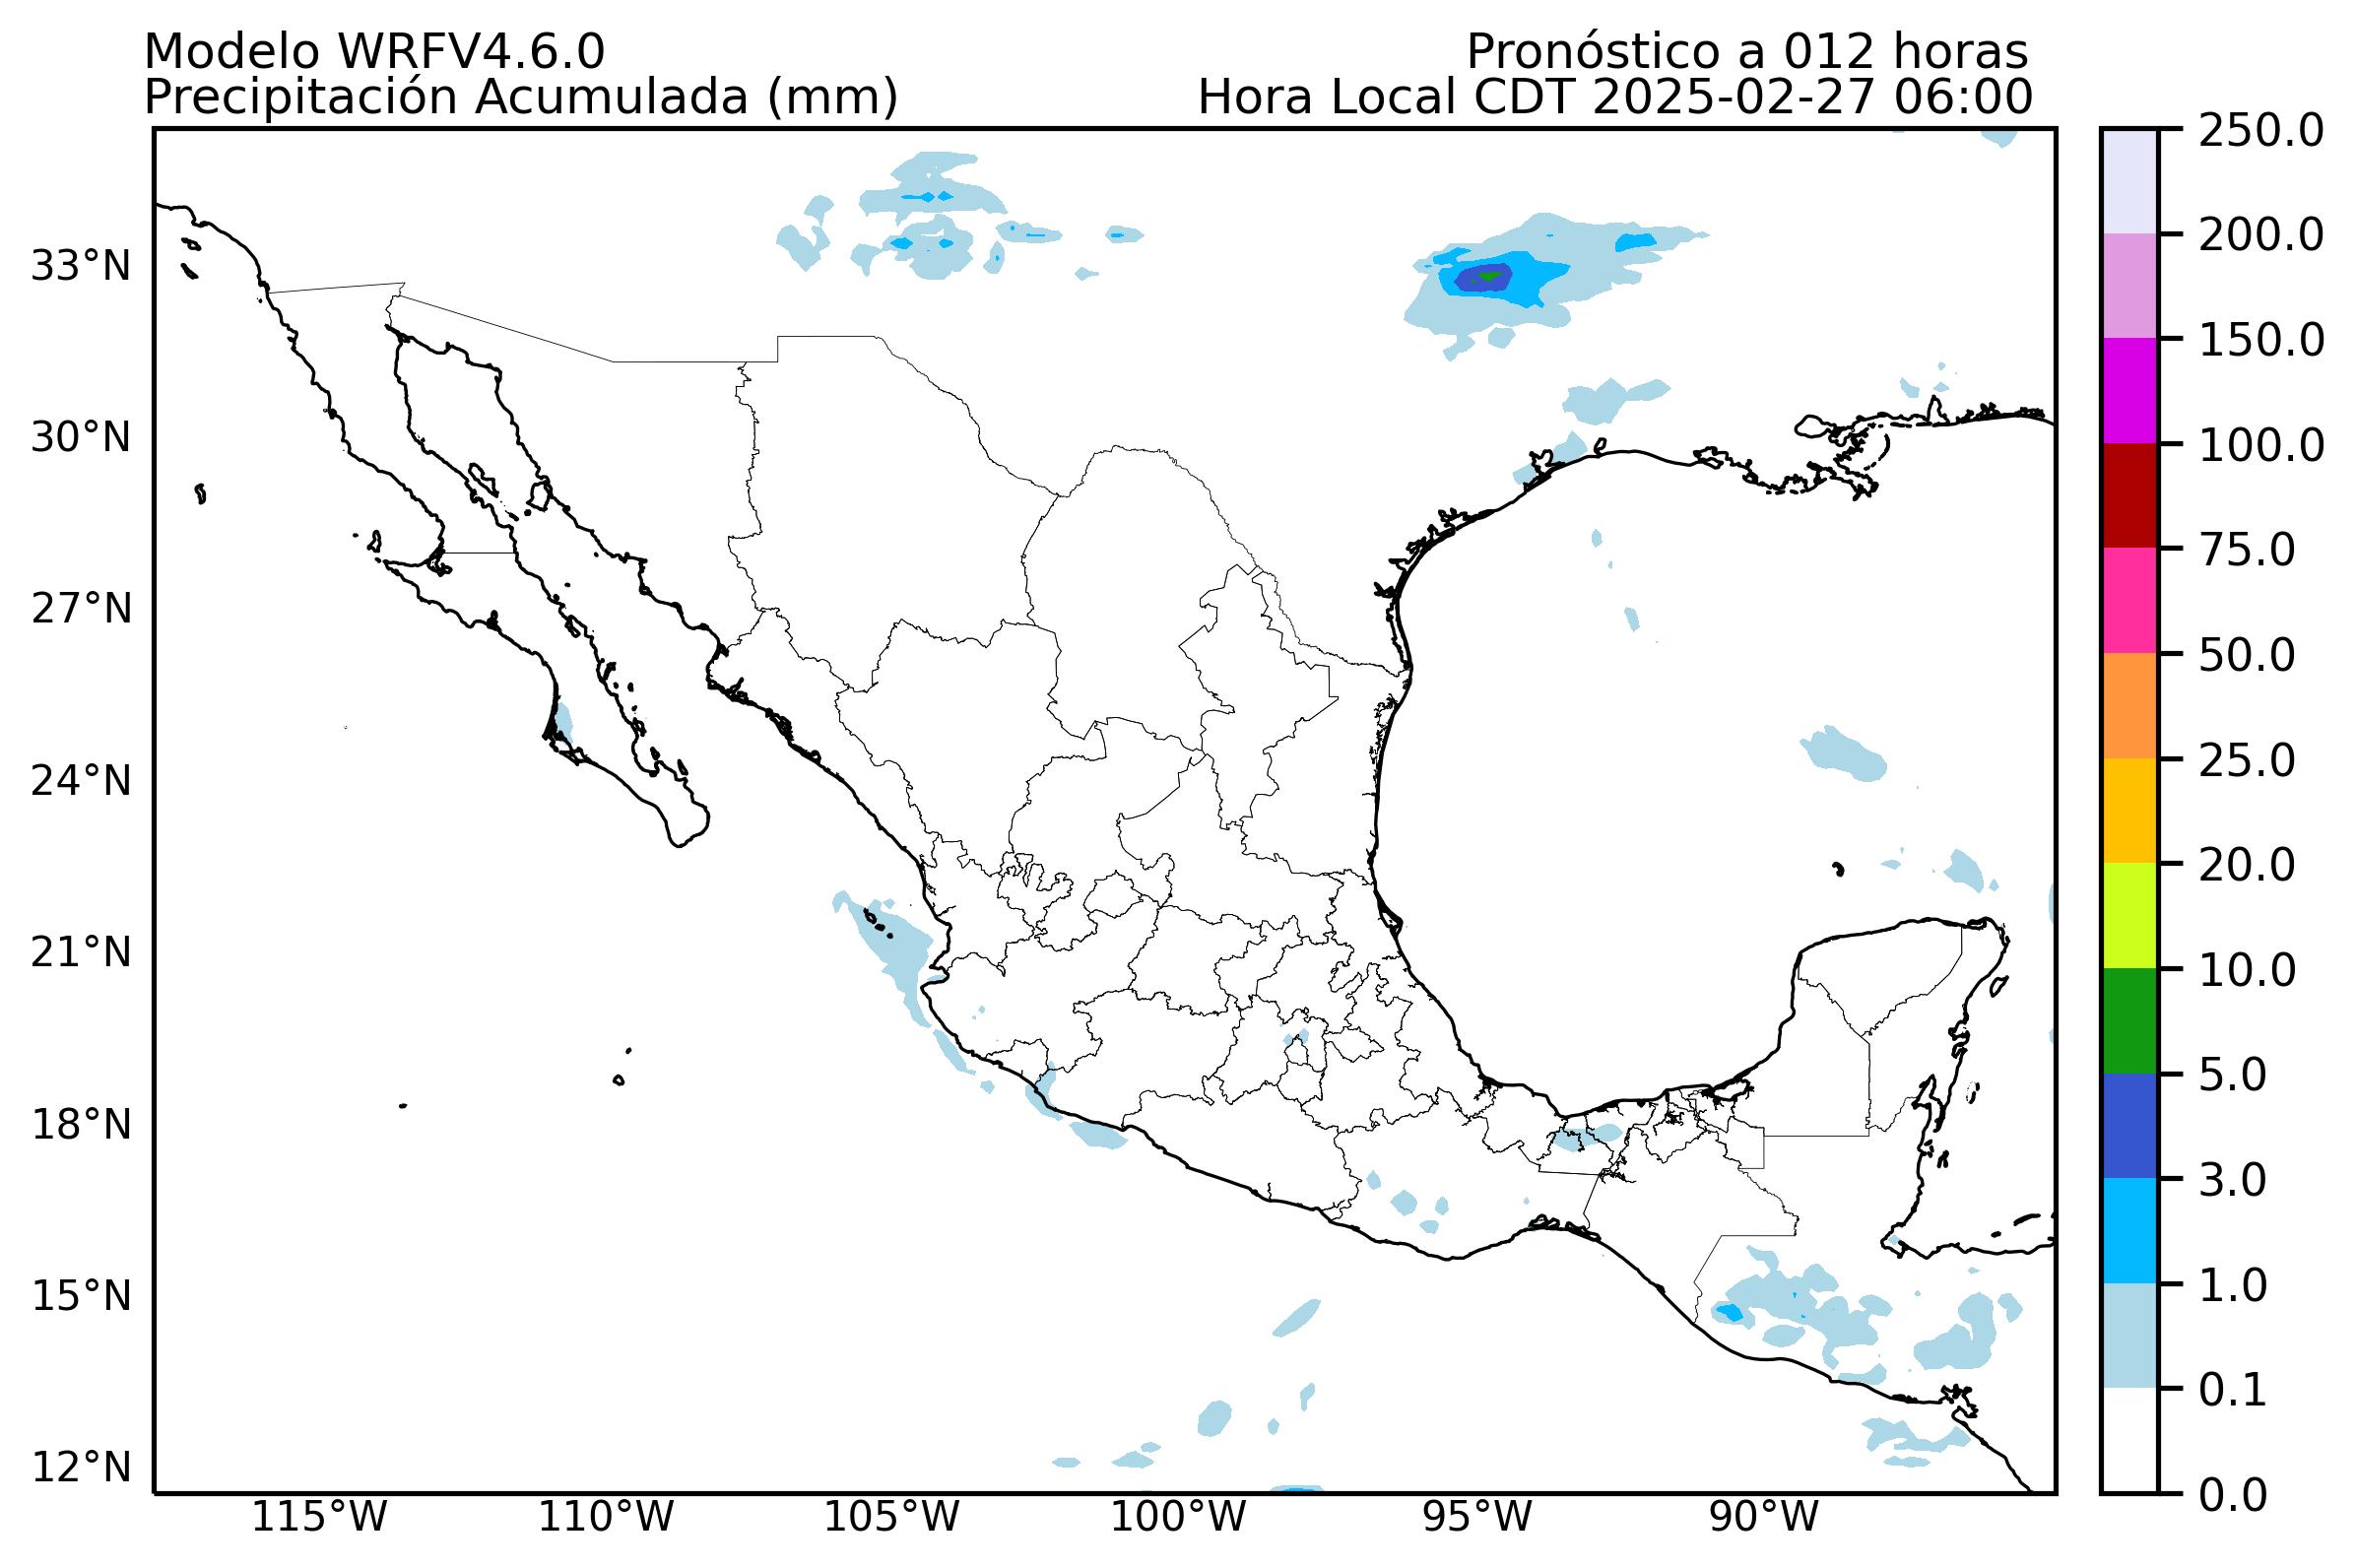 Modelo WRFV4.6.0
Pronóstico a 012 horas
Precipitación Acumulada (mm)
Hora Local CDT 2025-02-27 06:00
33°N
30°N
27°N
24°N
21°N
18°N
15°N
12°N
115°W
110°W
105°W
100°W
95°W
90°W
250.0
200.0
150.0
100.0
75.0
50.0
25.0
20.0
10.0
5.0
3.0
1.0
0.1
0.0